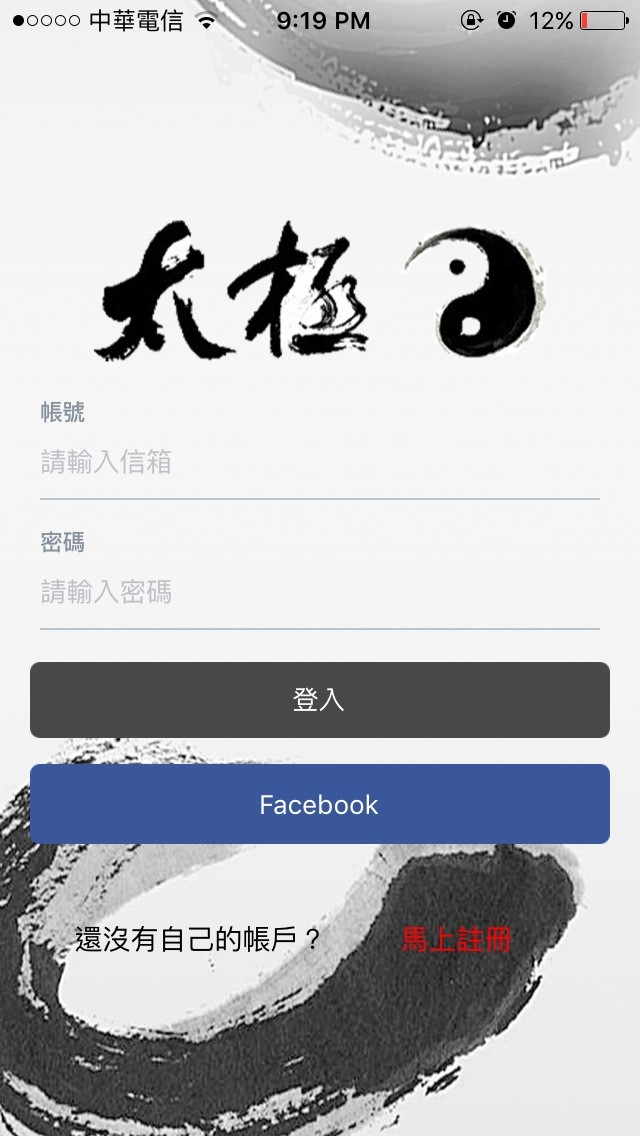 中華電信 9:19 PM 12%
太極
帳號
請輸入信箱
密碼
請輸入密碼
登入
Facebook
還沒有自己的帳戶？ 馬上註冊